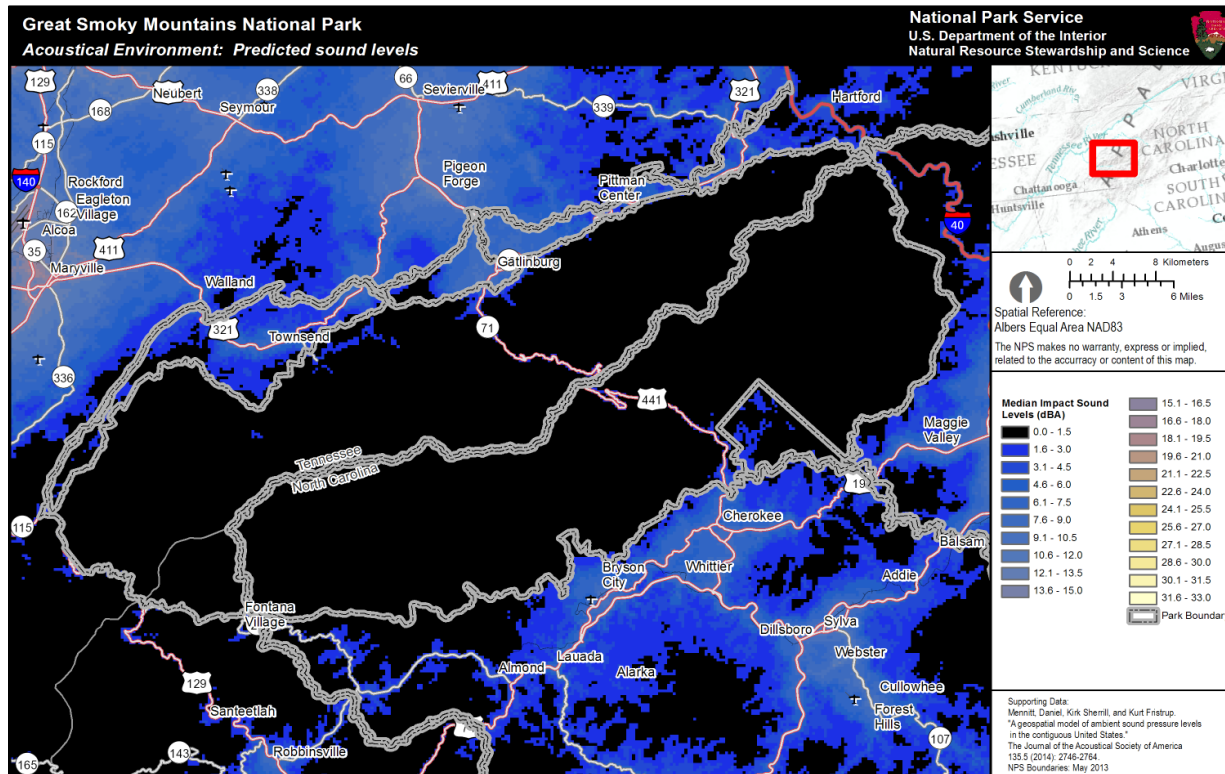 Great Smoky Mountains National Park
Acoustical Environment: Predicted sound levels
National Park Service
U.S. Department of the Interior
Natural Resource Stewardship and Science
129
Neubert
338
Seymour
66
Sevierville
411
339
321
Hartford
168
115
140
Rockford
Eagleton
Village
162
Alcoa
35
411
Maryville
Pigeon
Forge
Pittman
Center
40
Walland
Gatlinburg
321
Townsend
71
336
441
Maggie
Valley
Tennessee
North Carolina
19
115
Cherokee
Balsam
Bryson
City
Whittier
Addie
Fontana
Village
Dillsboro
Sylva
Lauada
Webster
Almond
Alarka
129
Cullowhee
Santeetlah
Forest
Hills
Robbinsville
143
107
165
KENTUCKY
VIRG
Cumberland Riv
shville
NORTH
CAROLINA
Tennessee River
ESSEE
A P P A
Charlotte
Chattanooga
SOUTH
CAROLIN
Huntsville
Athens
Augus
0 2 4 8 Kilometers
0 1.5 3 6 Miles
Spatial Reference:
Albers Equal Area NAD83
The NPS makes no warranty, express or implied,
related to the accurracy or content of this map.
Median Impact Sound
Levels (dBA)
0.0 - 1.5
1.6 - 3.0
3.1 - 4.5
4.6 - 6.0
6.1 - 7.5
7.6 - 9.0
9.1 - 10.5
10.6 - 12.0
12.1 - 13.5
13.6 - 15.0
15.1 - 16.5
16.6 - 18.0
18.1 - 19.5
19.6 - 21.0
21.1 - 22.5
22.6 - 24.0
24.1 - 25.5
25.6 - 27.0
27.1 - 28.5
28.6 - 30.0
30.1 - 31.5
31.6 - 33.0
Park Boundar
Supporting Data:
Mennitt, Daniel, Kirk Sherrill, and Kurt Fristrup.
"A geospatial model of ambient sound pressure levels
in the contiguous United States."
The Journal of the Acoustical Society of America
135.5 (2014): 2746-2764.
NPS Boundaries: May 2013